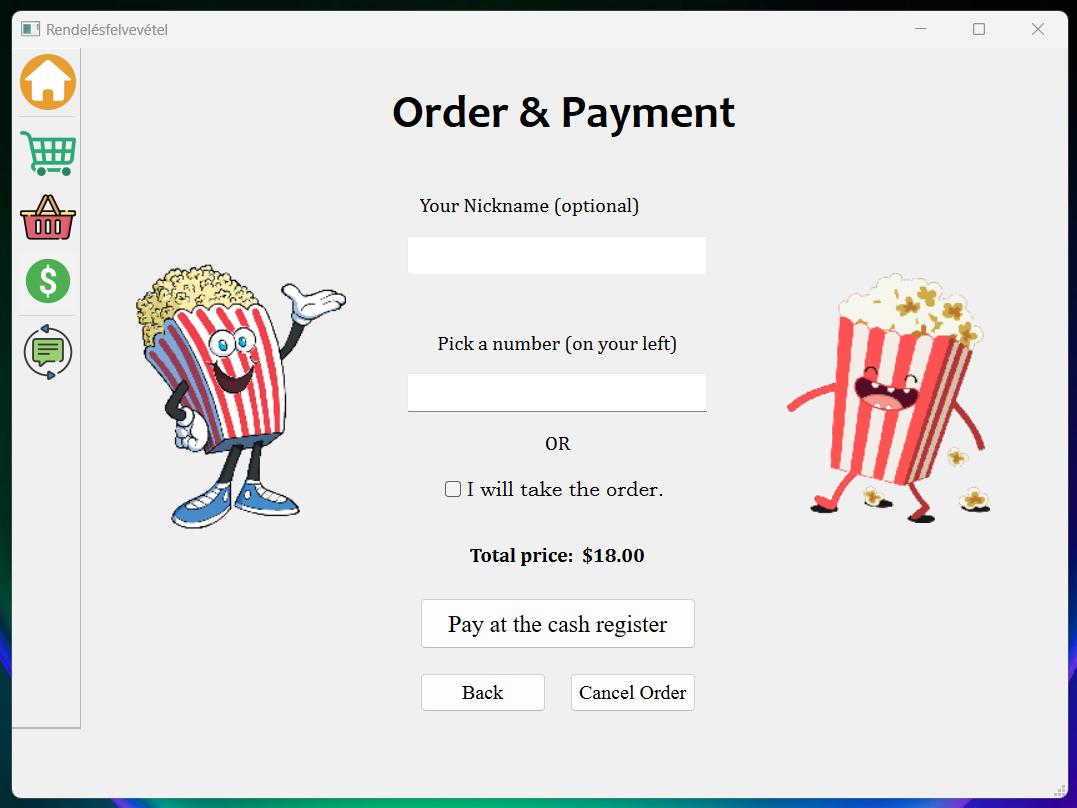 Rendelésfelvevétel
Order & Payment
Your Nickname (optional)
$
Pick a number (on your left)
OR
I will take the order.
Total price: $18.00
Pay at the cash register
Back
Cancel Order